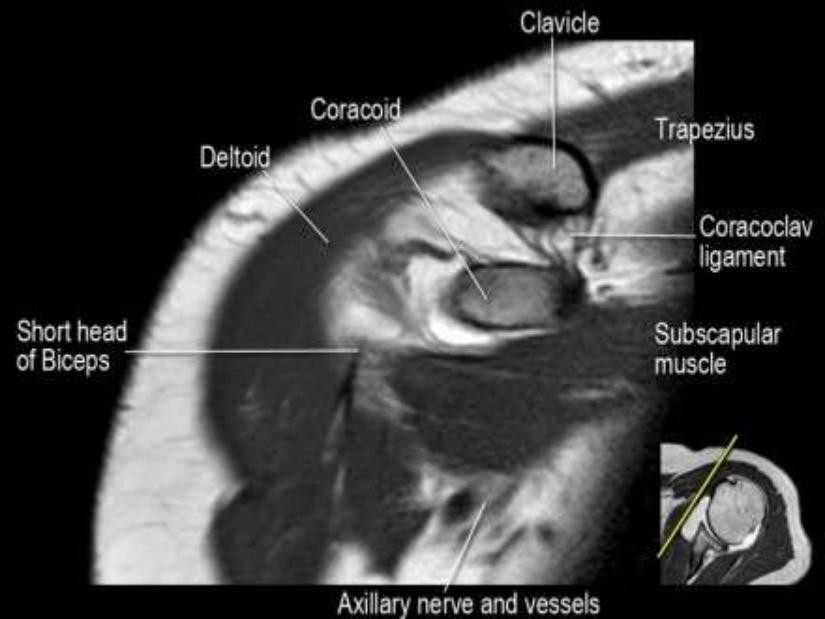 Clavicle
Coracoid
Trapezius
Deltoid
Coracoclav
ligament
Short head
of Biceps
Subscapular
muscle
Axillary nerve and vessels